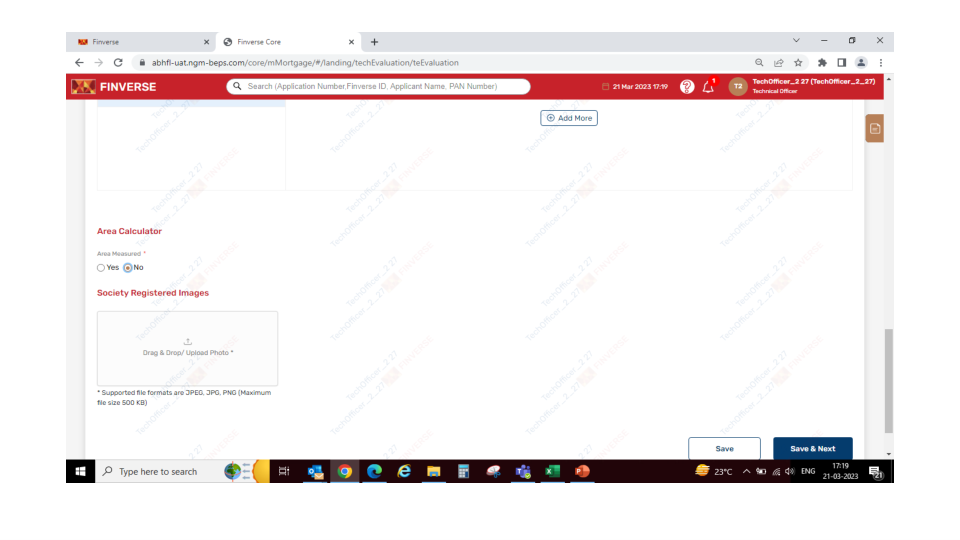 Finverse
Finverse Core
abhfl-uat.ngm-beps.com/core/mMortgage/#/landing/techEvaluation/teEvaluation
FINVERSE
Search (Application Number,Finverse ID, Applicant Name, PAN Number)
21 Mar 2023 17:19
1
T2
TechOfficer_2 27 (TechOfficer_2_27)
Technical Officer
Add More
Area Calculator
Area Measured *
Yes No
Society Registered Images
Drag & Drop/ Upload Photo *
* Supported file formats are JPEG, JPG, PNG (Maximum
file size 500 KB)
Save
Save & Next
Type here to search
23°C
ENG
17:19
21-03-2023
21